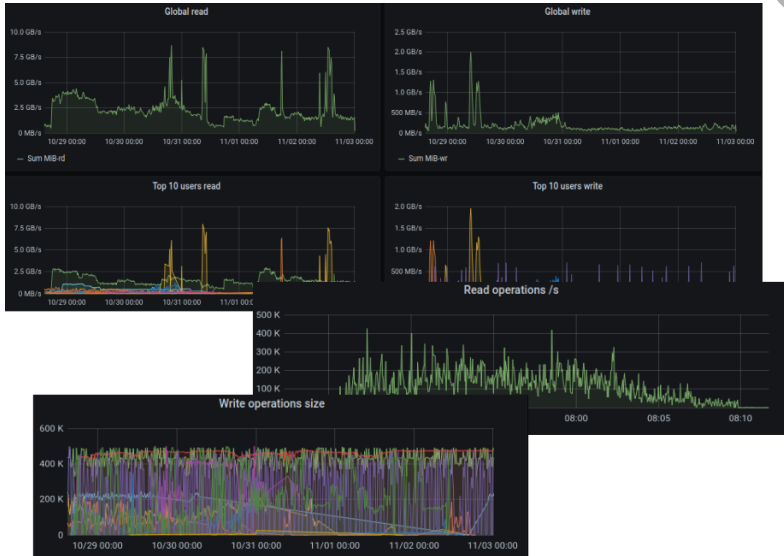 Global read
10.0 GB/s
7.5 GB/s
5.0 GB/s
2.5 GB/s
0 MB/s
10/29 00:00 10/30 00:00 10/31 00:00 11/01 00:00 11/02 00:00 11/03 00:00
Sum MiB-rd
Global write
2.5 GB/s
2.0 GB/s
1.5 GB/s
1.0 GB/s
500 MB/s
0 MB/s
10/29 00:00 10/30 00:00 10/31 00:00 11/01 00:00 11/02 00:00 11/03 00:00
Sum MiB-wr
Top 10 users read
10.0 GB/s
7.5 GB/s
5.0 GB/s
2.5 GB/s
0 MB/s
10/29 00:00 10/30 00:00 10/31 00:00 11/01 00:0
Top 10 users write
2.0 GB/s
1.5 GB/s
1.0 GB/s
500 MB/s
Read operations /s
500 K
400 K
300 K
200 K
100 K
08:00 08:05 08:10
Write operations size
600 K
400 K
200 K
0
10/29 00:00 10/30 00:00 10/31 00:00 11/01 00:00 11/02 00:00 11/03 00:00